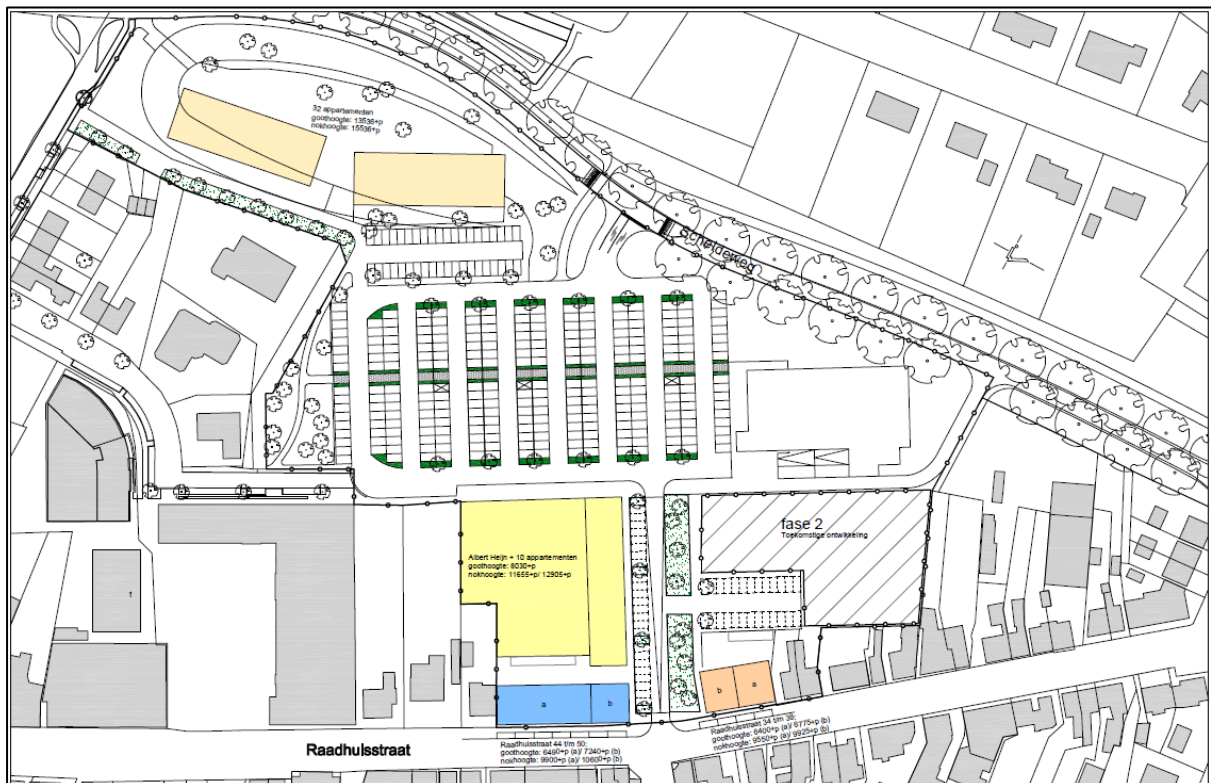 32 appartementen
goothoogte: 13536+p
nokhoogte: 15536+p
Scheldeweg
fase 2
Toekomstige ontwikkeling
Albert Heijn + 10 appartementen
goothoogte: 8030+p
nokhoogte: 11655+p/ 12905+p
1
b
a
a
b
Raadhuisstraat 34 t/m 36:
goothoogte: 6400+p (a)/ 6775+p (b)
nokhoogte: 9550+p (a)/ 9925+p (b)
Raadhuisstraat
Raadhuisstraat 44 t/m 50:
goothoogte: 6490+p (a)/ 7240+p (b)
nokhoogte: 9900+p (a)/ 10600+p (b)